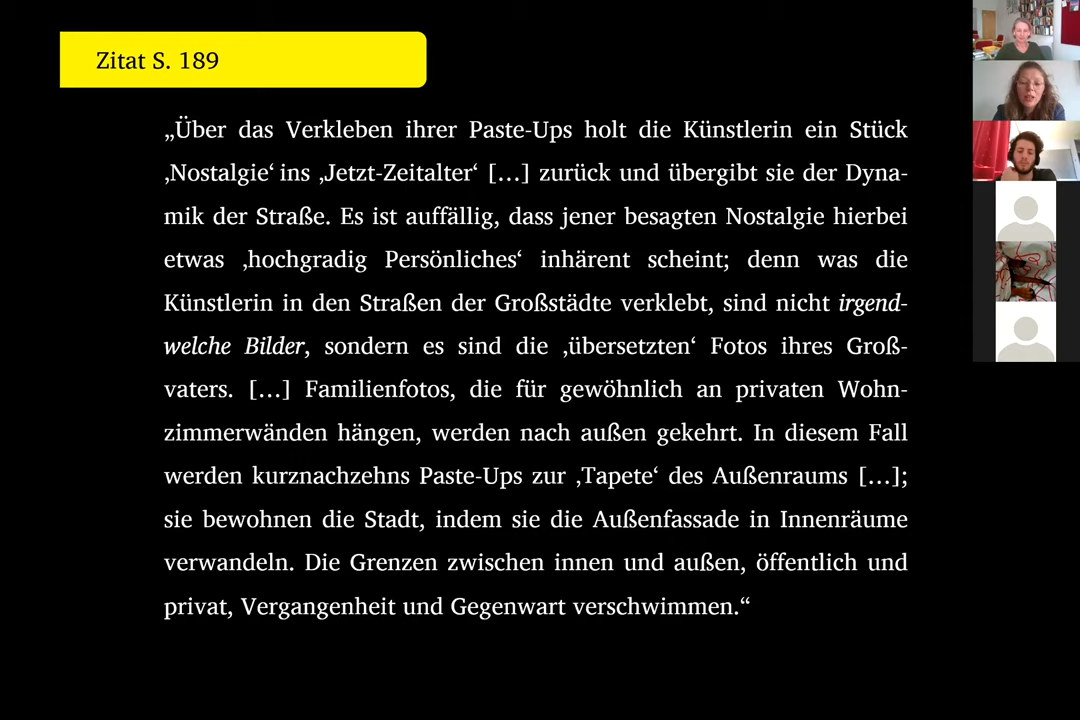 Zitat S. 189
„Über das Verkleben ihrer Paste-Ups holt die Künstlerin ein Stück
‚Nostalgie‘ ins ‚Jetzt-Zeitalter‘ […] zurück und übergibt sie der Dyna-
mik der Straße. Es ist auffällig, dass jener besagten Nostalgie hierbei
etwas ‚hochgradig Persönliches‘ inhärent scheint; denn was die
Künstlerin in den Straßen der Großstädte verklebt, sind nicht irgend-
welche Bilder, sondern es sind die ‚übersetzten‘ Fotos ihres Groß-
vaters. […] Familienfotos, die für gewöhnlich an privaten Wohn-
zimmerwänden hängen, werden nach außen gekehrt. In diesem Fall
werden kurznachzehns Paste-Ups zur ‚Tapete‘ des Außenraums […];
sie bewohnen die Stadt, indem sie die Außenfassade in Innenräume
verwandeln. Die Grenzen zwischen innen und außen, öffentlich und
privat, Vergangenheit und Gegenwart verschwimmen.“